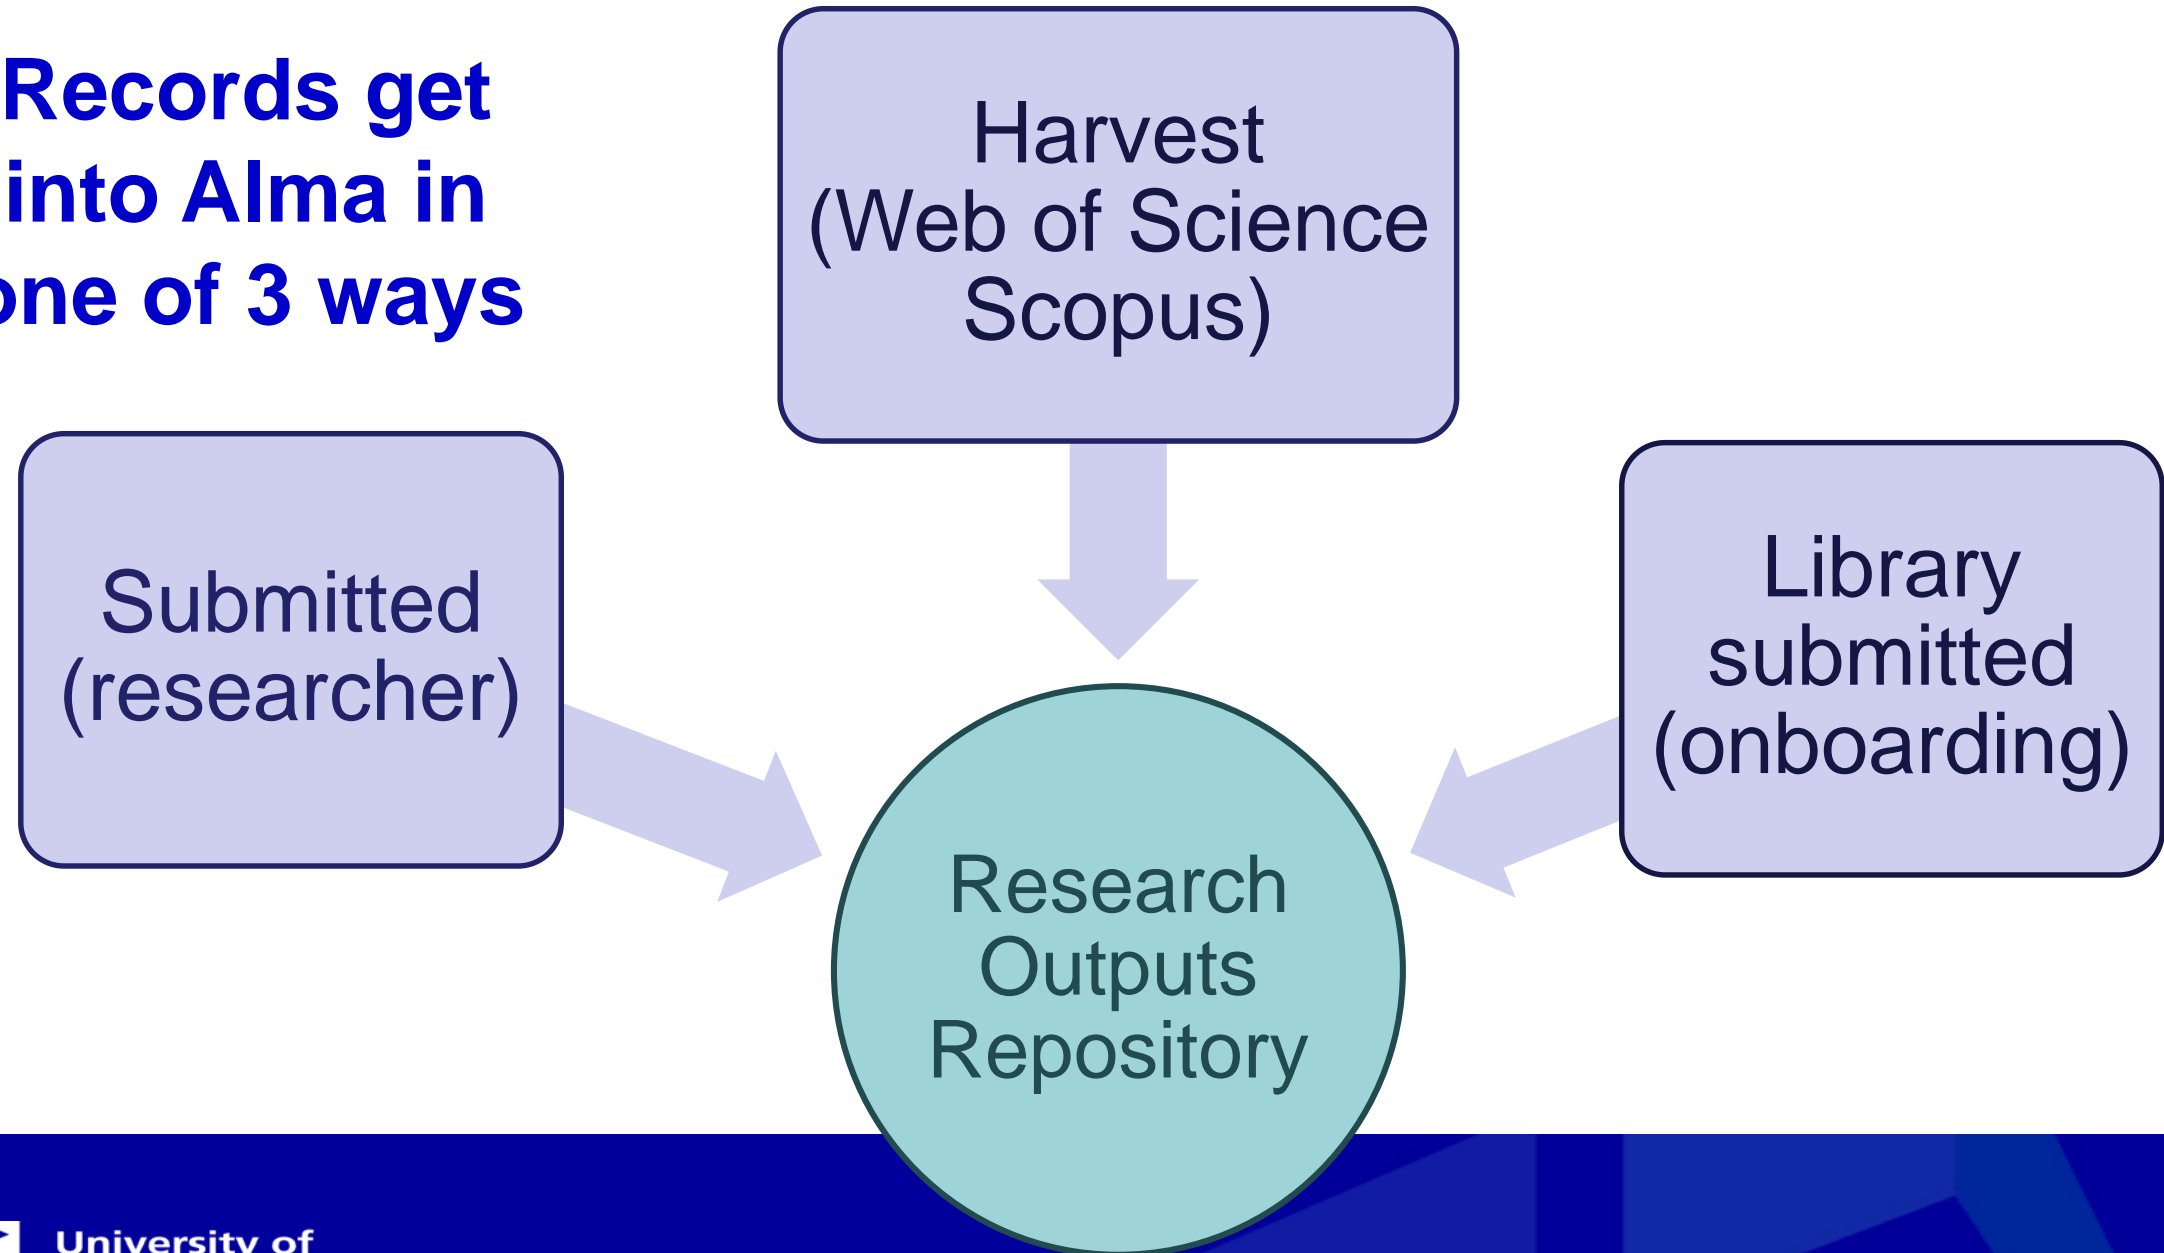 Records get
into Alma in
one of 3 ways
Harvest
(Web of Science
Scopus)
Submitted
(researcher)
Library
submitted
(onboarding)
Research
Outputs
Repository
University of